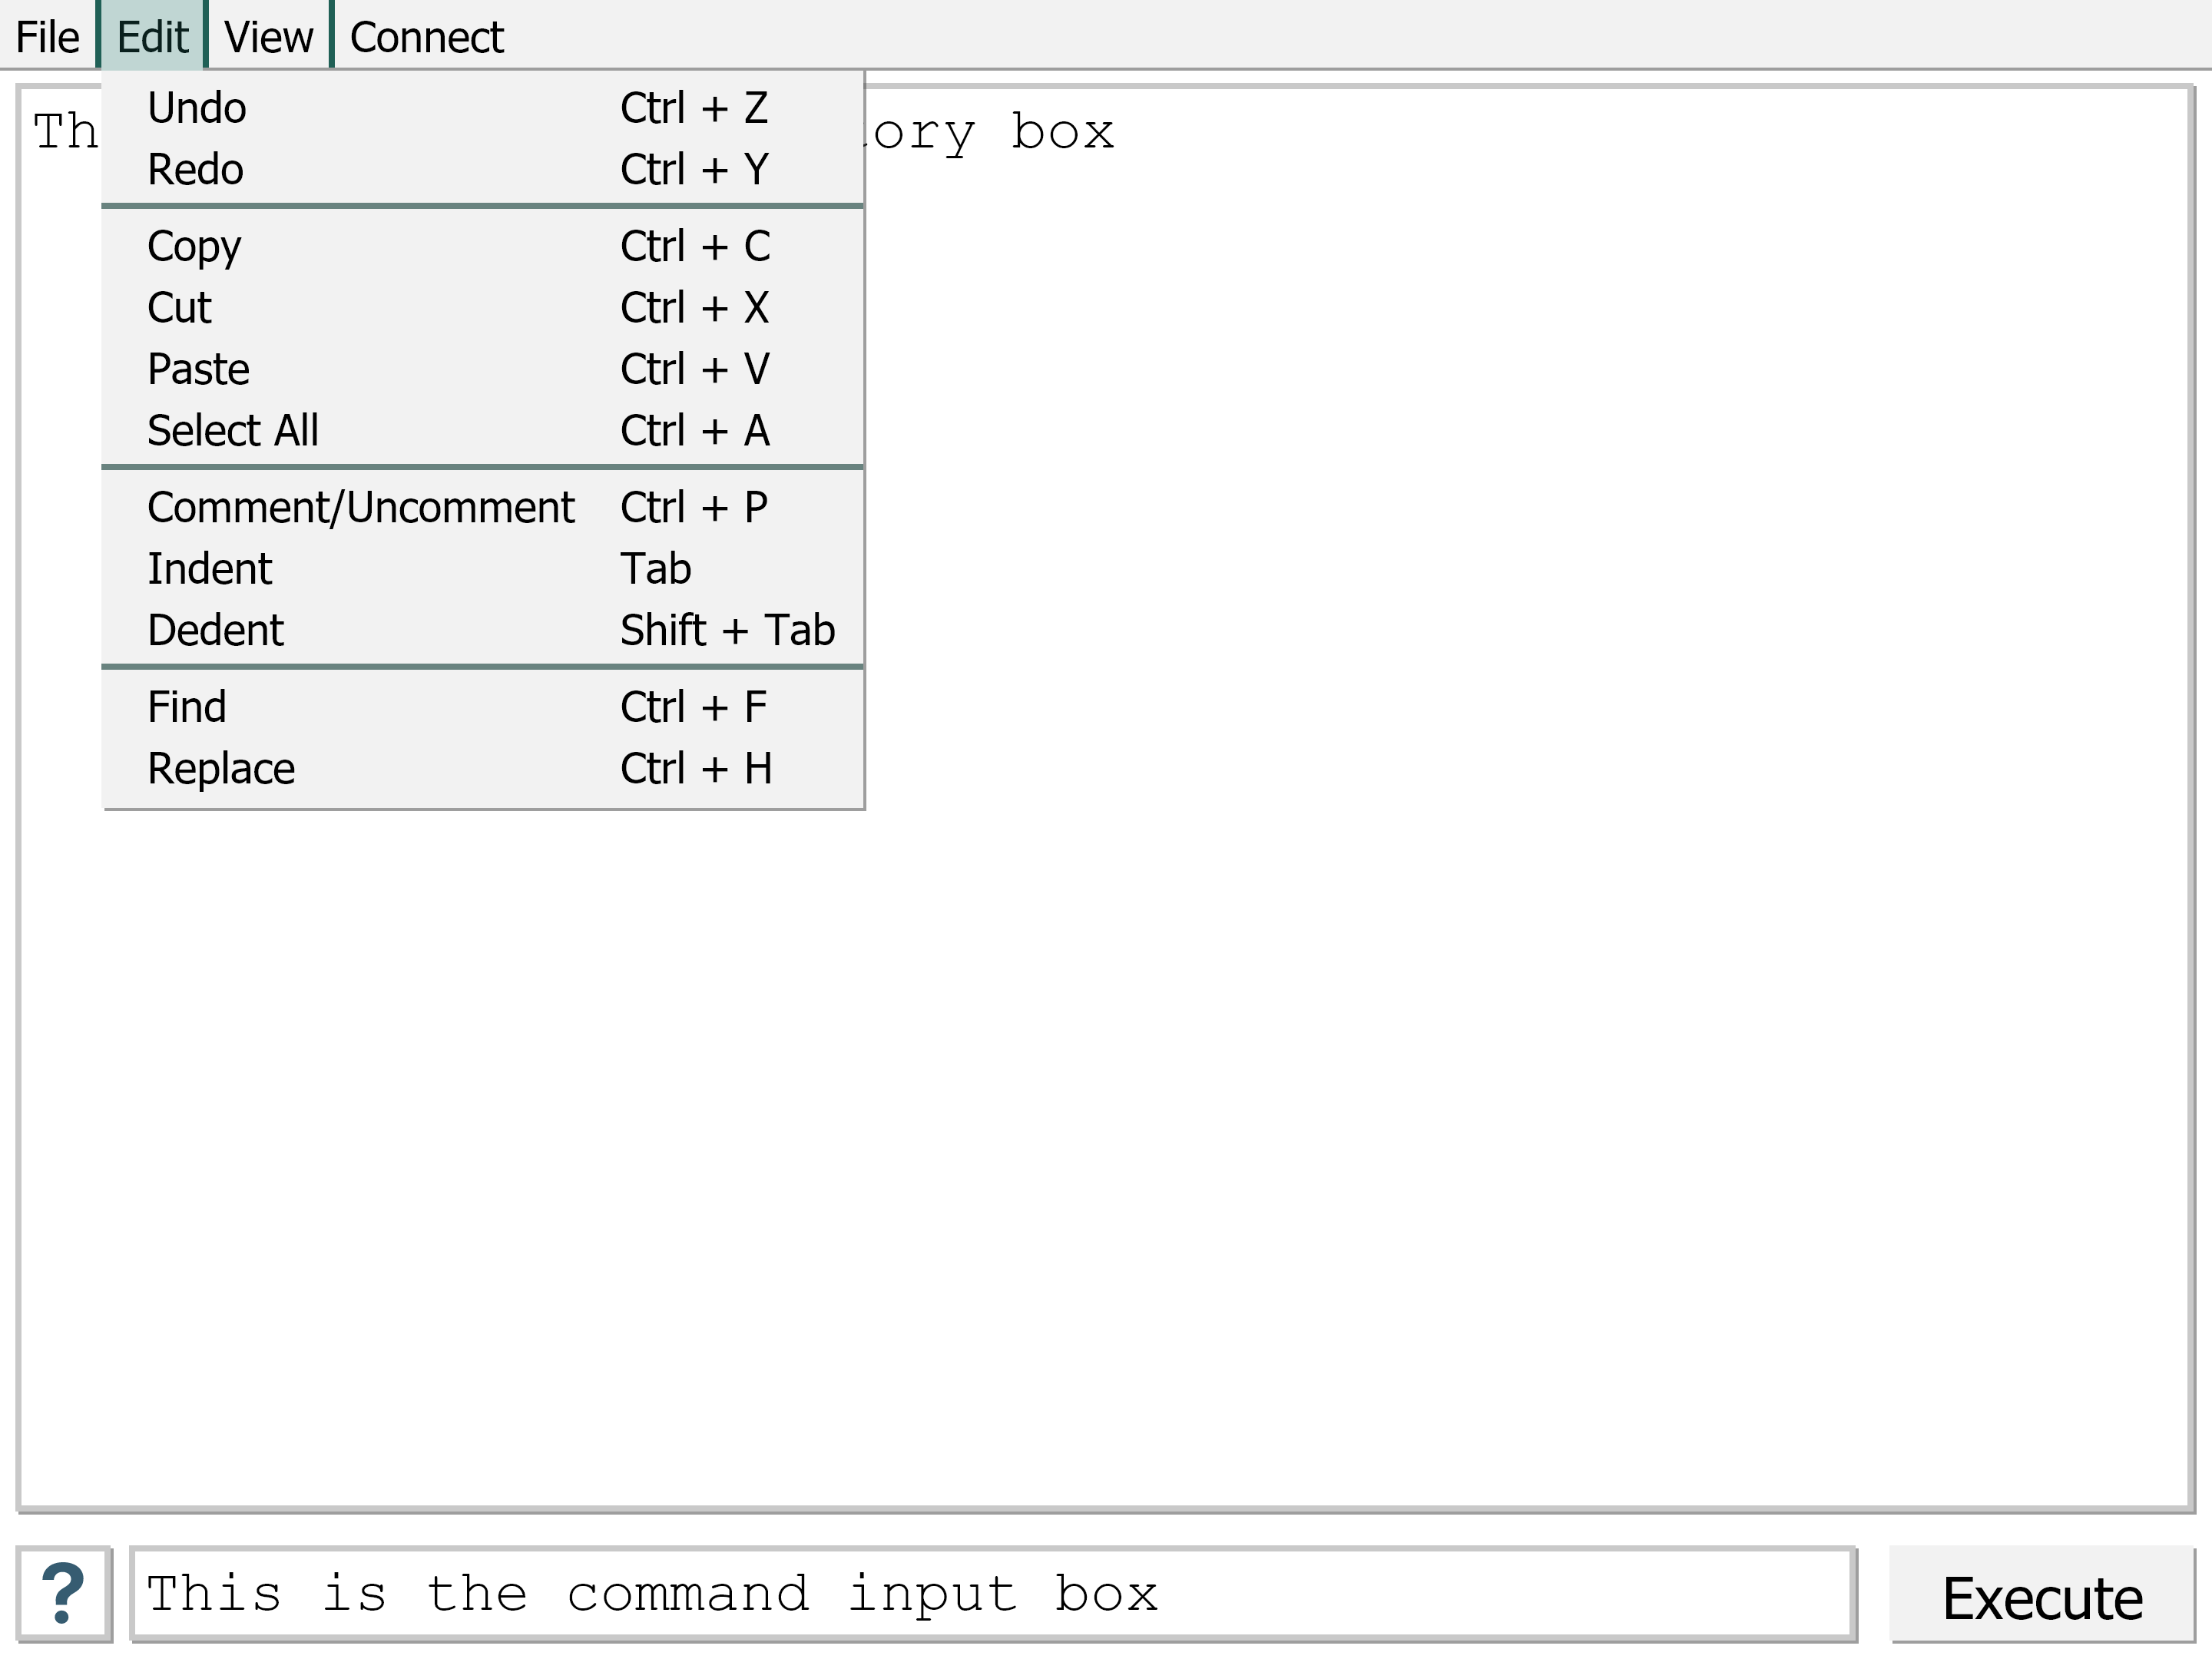 File Edit View Connect
Undo Ctrl + Z
Th ory box
Redo Ctrl + Y
Copy Ctrl + C
Cut Ctrl + X
Paste Ctrl + V
Select All Ctrl + A
Comment/Uncomment Ctrl + P
Indent Tab
Dedent Shift + Tab
Find Ctrl + F
Replace Ctrl + H
? This is the command input box Execute